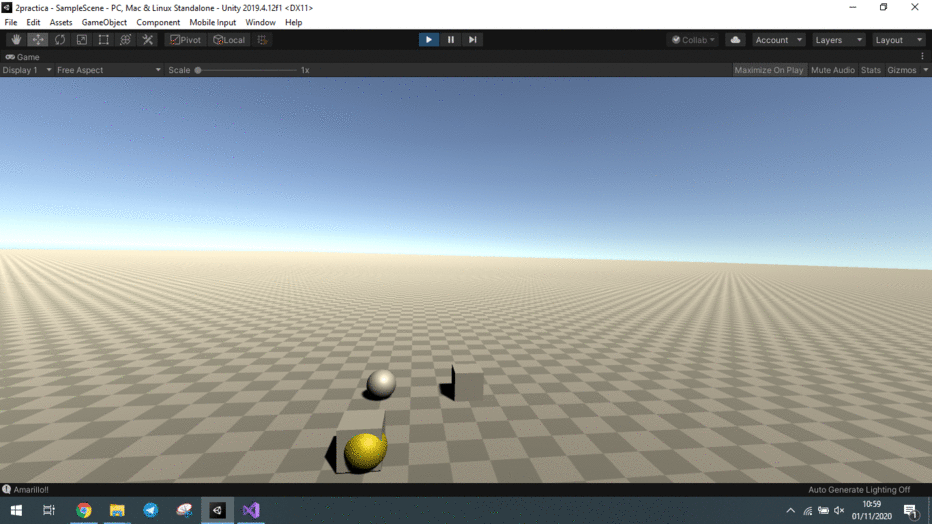 2practica - SampleScene - PC, Mac & Linux Standalone - Unity 2019.4.12f1 <DX11>
File Edit Assets GameObject Component Mobile Input Window Help
Pivot Local Collab Account Layers Layout
Game
Display 1 Free Aspect Scale 1x Maximize On Play Mute Audio Stats Gizmos
Amarillo!! Auto Generate Lighting Off
10:59
01/11/2020
1